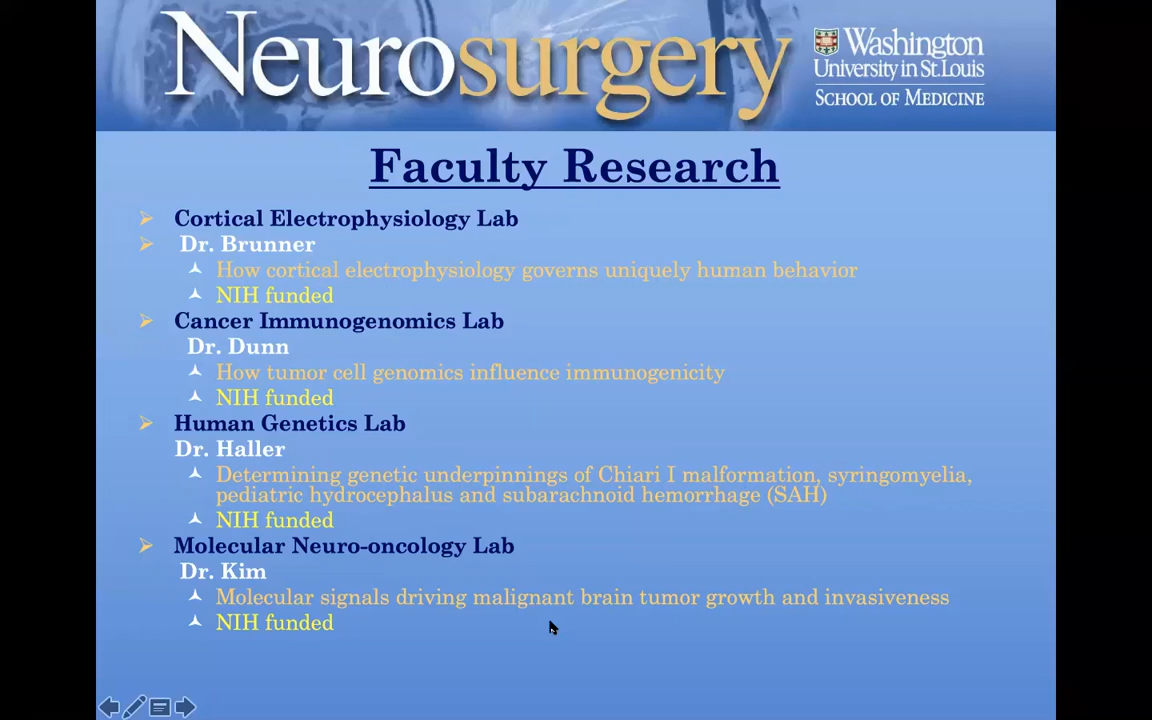 Neurosurgery
Washington
University in St. Louis
SCHOOL OF MEDICINE
Faculty Research
Cortical Electrophysiology Lab
Dr. Brunner
How cortical electrophysiology governs uniquely human behavior
NIH funded
Cancer Immunogenomics Lab
Dr. Dunn
How tumor cell genomics influence immunogenicity
NIH funded
Human Genetics Lab
Dr. Haller
Determining genetic underpinnings of Chiari I malformation, syringomyelia,
pediatric hydrocephalus and subarachnoid hemorrhage (SAH)
NIH funded
Molecular Neuro-oncology Lab
Dr. Kim
Molecular signals driving malignant brain tumor growth and invasiveness
NIH funded